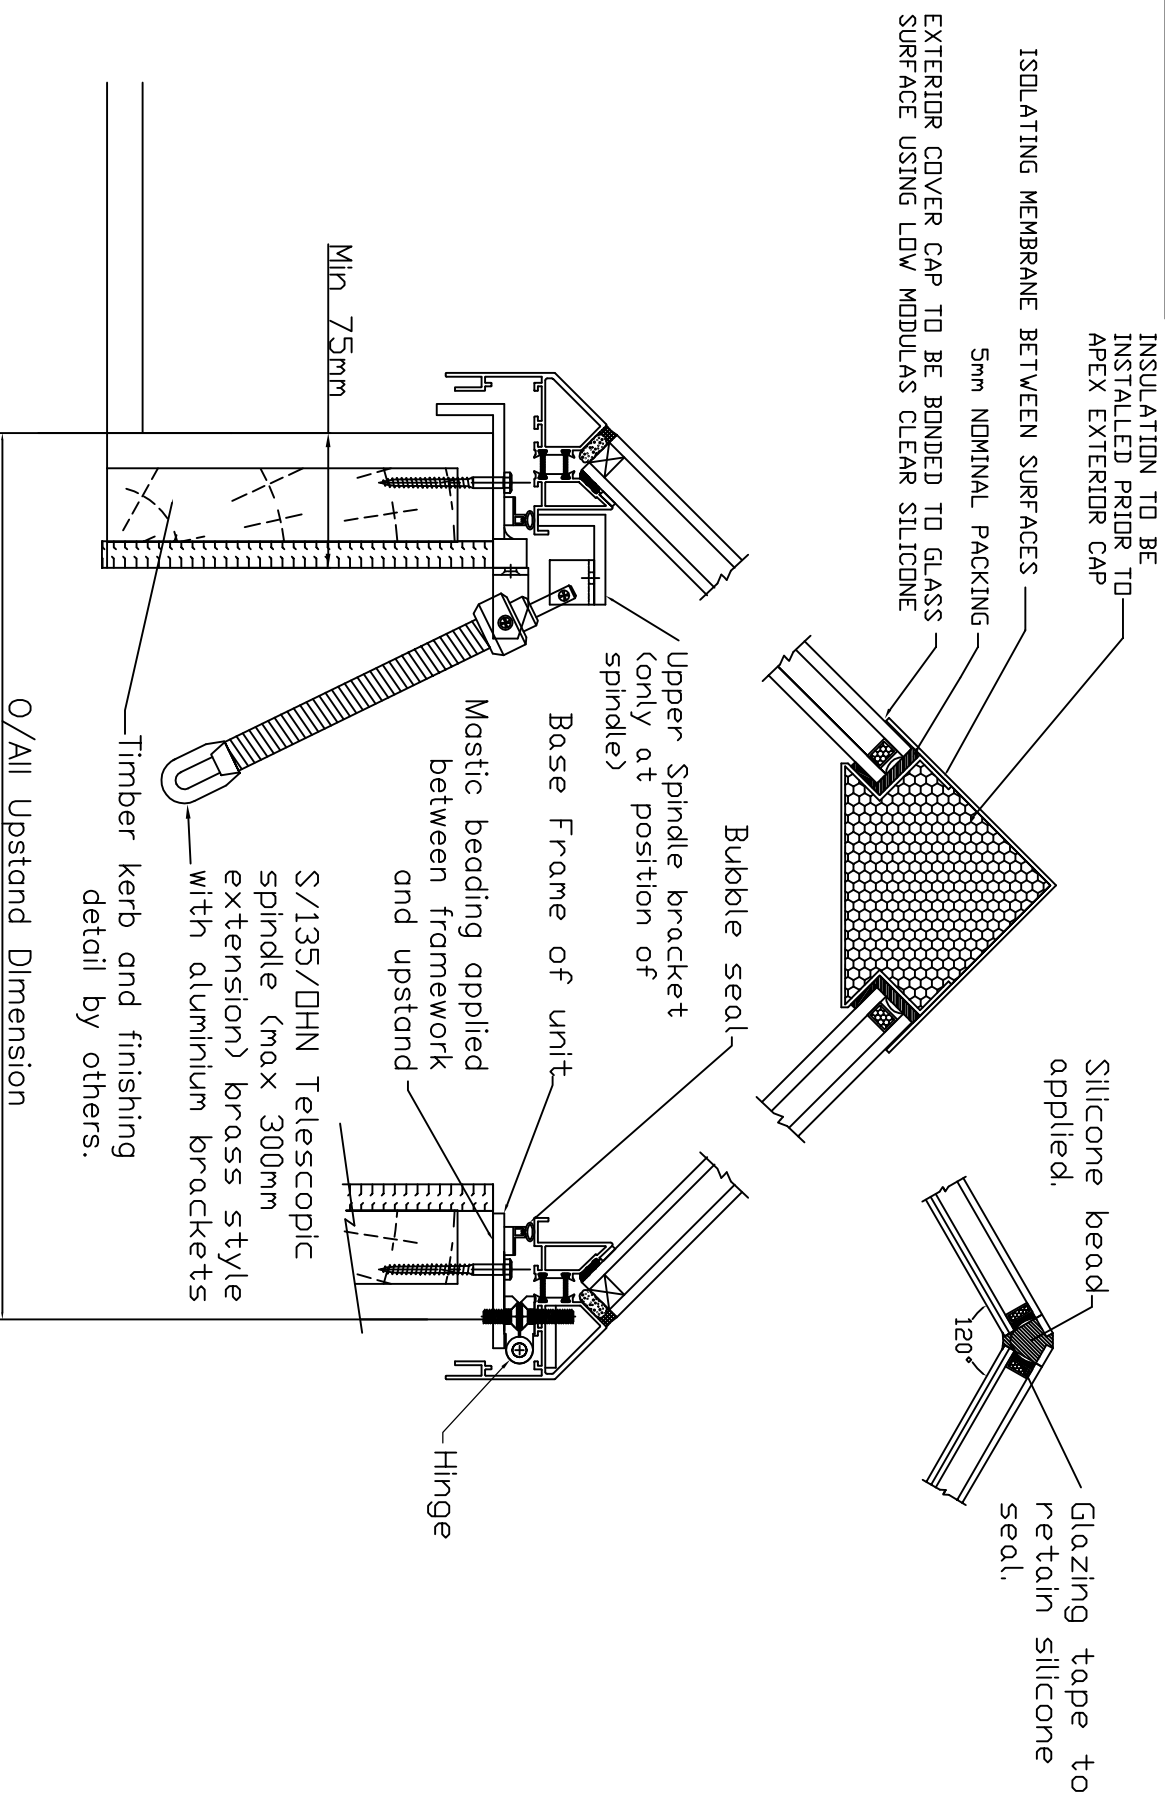 INSULATION TO BE
INSTALLED PRIOR TO
APEX EXTERIOR CAP
ISOLATING MEMBRANE BETWEEN SURFACES
5mm NOMINAL PACKING
EXTERIOR COVER CAP TO BE BONDED TO GLASS
SURFACE USING LOW MODULAS CLEAR SILICONE
Silicone bead
applied.
120°
Glazing tape to
retain silicone
seal.
Bubble seal
Upper Spindle bracket
(only at position of
spindle)
Base Frame of unit
Mastic beading applied
between framework
and upstand
Hinge
Min 75mm
S/135/OHN Telescopic
spindle (max 300mm
extension) brass style
with aluminium brackets
Timber kerb and finishing
detail by others.
O/All Upstand DImension